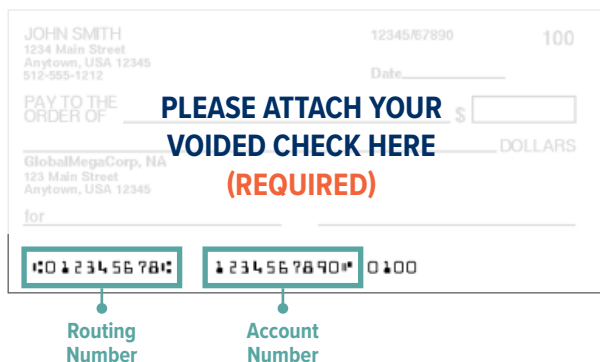 JOHN SMITH
1234 Main Street
Anytown, USA 12345
512-555-1212
12345/67890
100
Date
PAY TO THE
ORDER OF
$
PLEASE ATTACH YOUR
VOIDED CHECK HERE
(REQUIRED)
DOLLARS
GlobalMegaCorp, NA
123 Main Street
Anytown, USA 12345
for
⑆012345678⑆ 1234567890⑈ 0100
Routing
Number
Account
Number